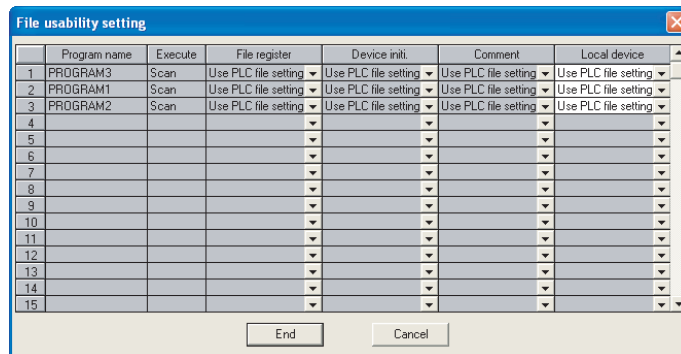 File usability setting
Program name Execute File register Device initi. Comment Local device
1 PROGRAM3 Scan Use PLC file setting Use PLC file setting Use PLC file setting Use PLC file setting
2 PROGRAM1 Scan Use PLC file setting Use PLC file setting Use PLC file setting Use PLC file setting
3 PROGRAM2 Scan Use PLC file setting Use PLC file setting Use PLC file setting Use PLC file setting
4
5
6
7
8
9
10
11
12
13
14
15
End Cancel